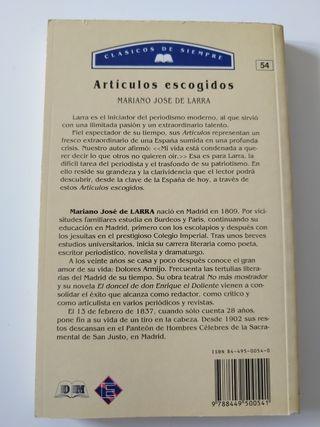 CLASICOS DE SIEMPRE
54
Artículos escogidos
MARIANO JOSE DE LARRA
Larra es el iniciador del periodismo moderno, al que sirvió
con una ilimitada pasión y un extraordinario talento.
Fiel espectador de su tiempo, sus Artículos representan un
fresco extraordinario de una España sumida en una profunda
crisis. Nuestro autor afirmó: «Mi vida está condenada a que-
rer decir lo que otros no quieren oír.» Esa es para Larra, la
difícil tarea del periodista y el trasfondo de su patriotismo. En
ello reside su grandeza y la clarividencia que el lector podrá
descubrir, desde la clave de la España de hoy, a través de
estos Artículos escogidos.
Mariano José de LARRA nació en Madrid en 1809. Por vici-
situdes familiares estudia en Burdeos y París, continuando su
educación en Madrid, primero con los escolapios y después con
los jesuitas en el prestigioso Colegio Imperial. Tras unos breves
estudios universitarios, inicia su carrera literaria como poeta,
escritor periodístico, novelista y dramaturgo.
A los veinte años se casa y poco después conoce el gran
amor de su vida: Dolores Armijo. Frecuenta las tertulias litera-
rias del Madrid de su tiempo. Su obra teatral No más mostrador
y su novela El doncel de don Enrique el Doliente vienen a con-
solidar el éxito que alcanza como redactor, como crítico y
como articulista en varios periódicos y revistas.
El 13 de febrero de 1837, cuando sólo cuenta 28 años,
pone fin a su vida de un tiro en la cabeza. Desde 1902 sus res-
tos descansan en el Panteón de Hombres Célebres de la Sacra-
mental de San Justo, en Madrid.
ISBN 84-495-0054-0
9 788449 500541